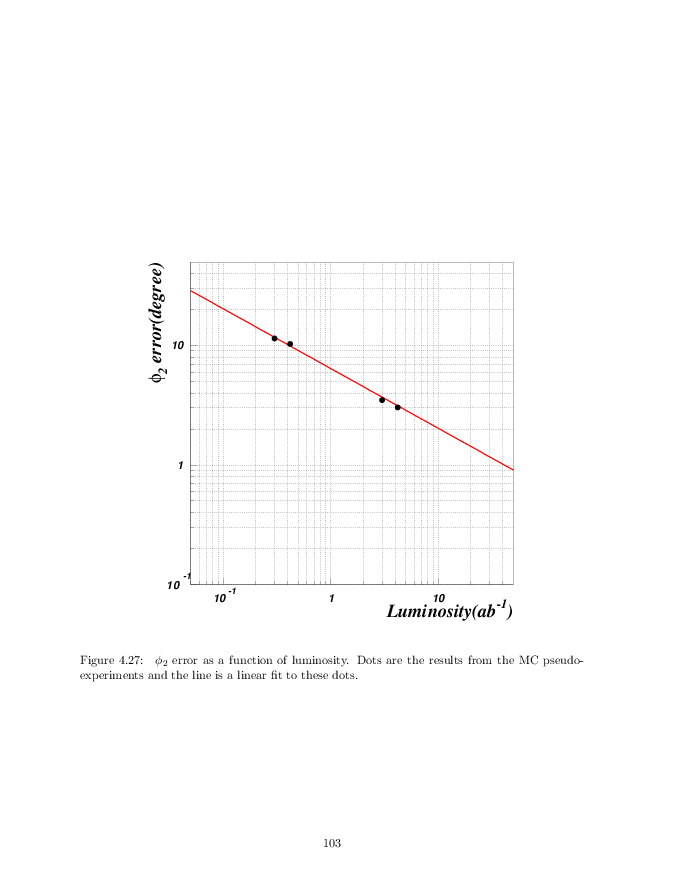 ϕ2 error(degree)
10
1
10 -1
10 -1
1
10
Luminosity(ab-1)
Figure 4.27: ϕ2 error as a function of luminosity. Dots are the results from the MC pseudo-
experiments and the line is a linear fit to these dots.
103